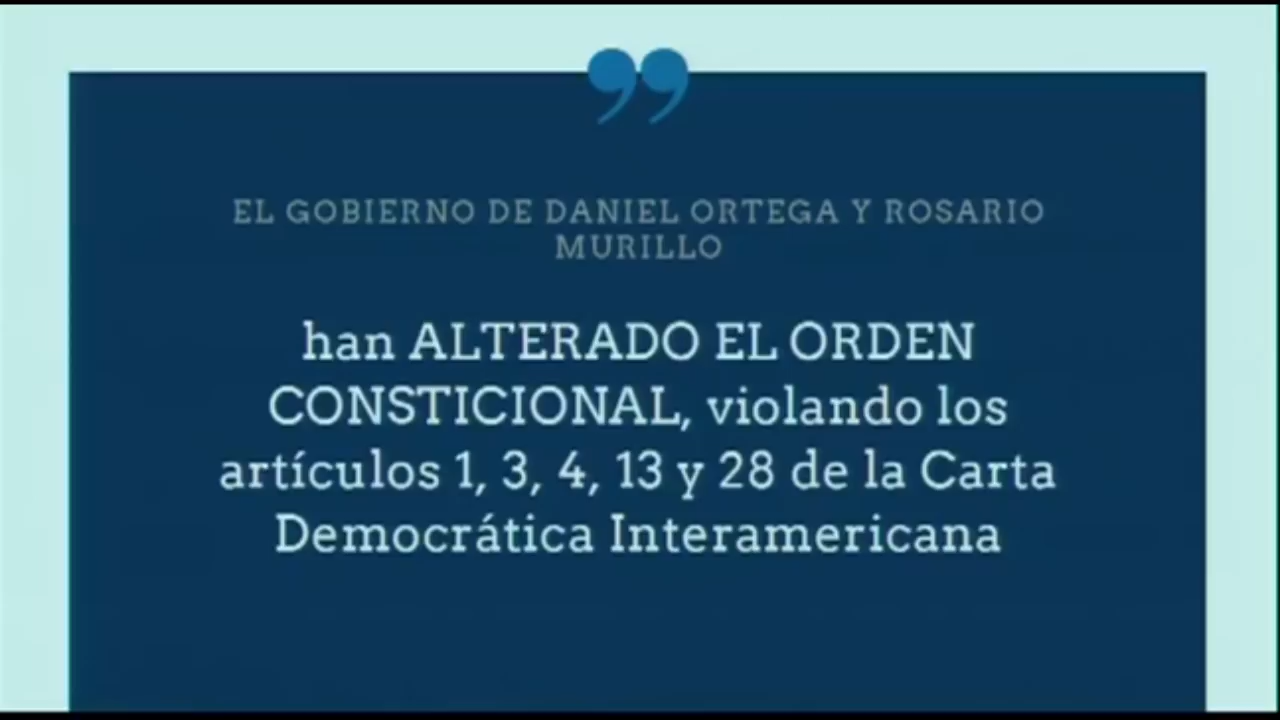 EL GOBIERNO DE DANIEL ORTEGA Y ROSARIO
MURILLO
han ALTERADO EL ORDEN
CONSTICIONAL, violando los
artículos 1, 3, 4, 13 y 28 de la Carta
Democrática Interamericana